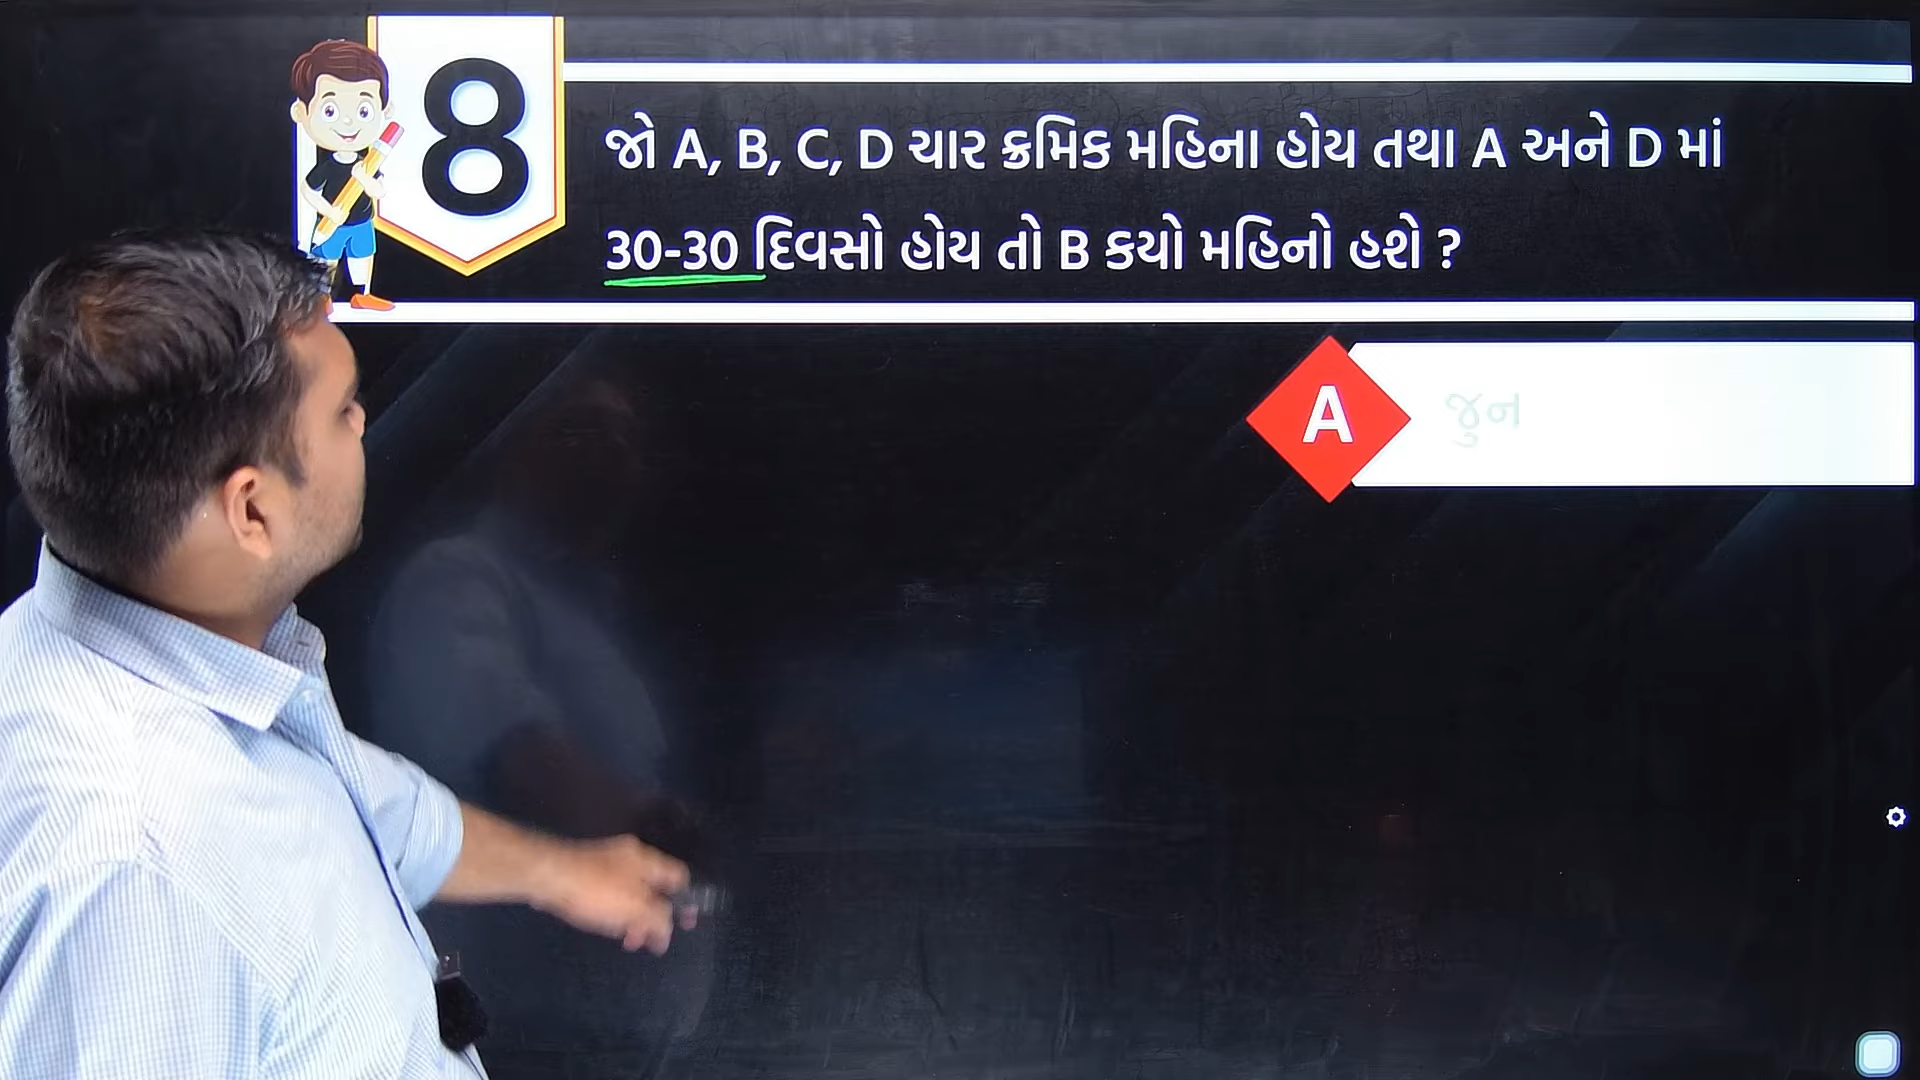 8
જો A, B, C, D ચાર ક્રમિક મહિના હોય તથા A અને D માં
30-30 દિવસો હોય તો B કયો મહિનો હશે ?
A
જુન